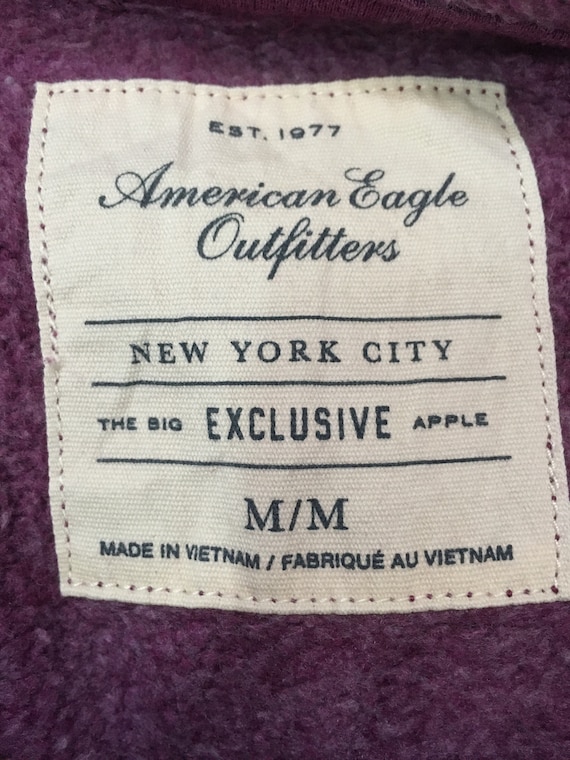 EST. 1977
American Eagle
Outfitters
NEW YORK CITY
THE BIG EXCLUSIVE APPLE
M/M
MADE IN VIETNAM / FABRIQUÉ AU VIETNAM